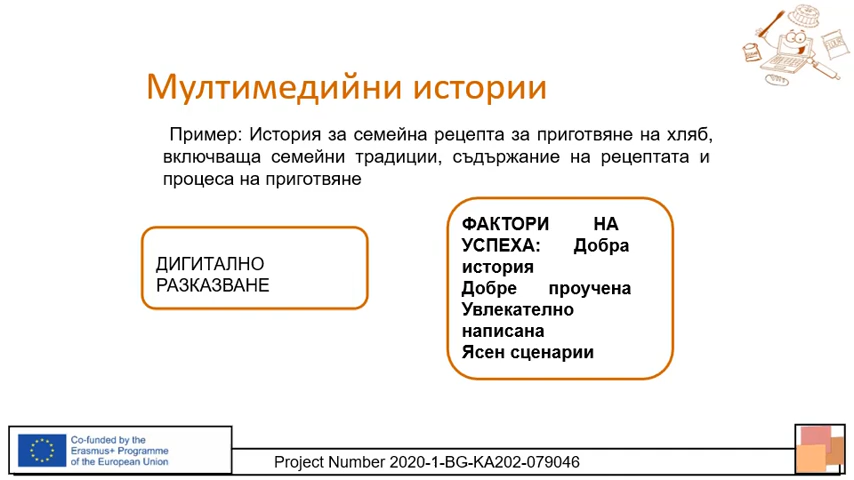 Мултимедийни истории
Пример: История за семейна рецепта за приготвяне на хляб,
включваща семейни традиции, съдържание на рецептата и
процеса на приготвяне
ДИГИТАЛНО
РАЗКАЗВАНЕ
ФАКТОРИ НА
УСПЕХА: Добра
история
Добре проучена
Увлекателно
написана
Ясен сценарии
Co-funded by the
Erasmus+ Programme
of the European Union
Project Number 2020-1-BG-KA202-079046